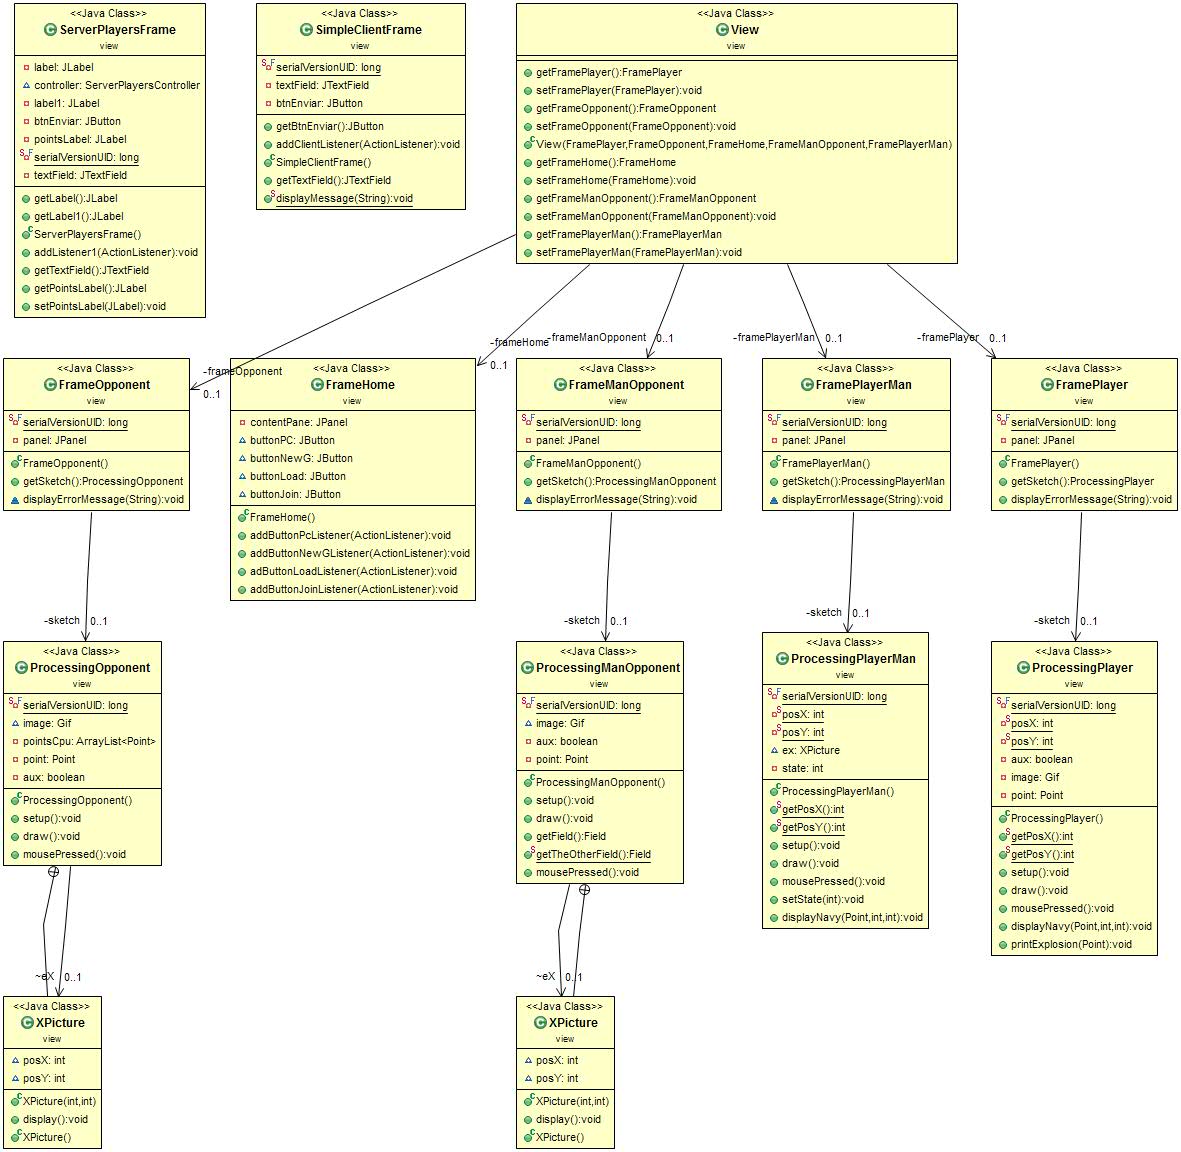 <<Java Class>>
ServerPlayersFrame
view
label: JLabel
controller: ServerPlayersController
label1: JLabel
btnEnviar: JButton
pointsLabel: JLabel
serialVersionUID: long
textField: JTextField
getLabel():JLabel
getLabel1():JLabel
ServerPlayersFrame()
addListener1(ActionListener):void
getTextField():JTextField
getPointsLabel():JLabel
setPointsLabel(JLabel):void
<<Java Class>>
SimpleClientFrame
view
serialVersionUID: long
textField: JTextField
btnEnviar: JButton
getBtnEnviar():JButton
addClientListener(ActionListener):void
SimpleClientFrame()
getTextField():JTextField
displayMessage(String):void
<<Java Class>>
View
view
getFramePlayer():FramePlayer
setFramePlayer(FramePlayer):void
getFrameOpponent():FrameOpponent
setFrameOpponent(FrameOpponent):void
View(FramePlayer,FrameOpponent,FrameHome,FrameManOpponent,FramePlayerMan)
getFrameHome():FrameHome
setFrameHome(FrameHome):void
getFrameManOpponent():FrameManOpponent
setFrameManOpponent(FrameManOpponent):void
getFramePlayerMan():FramePlayerMan
setFramePlayerMan(FramePlayerMan):void
-frameOpponent
0..1
-frameHome
0..1
-frameManOpponent
0..1
-framePlayerMan
0..1
-framePlayer
0..1
<<Java Class>>
FrameOpponent
view
serialVersionUID: long
panel: JPanel
FrameOpponent()
getSketch():ProcessingOpponent
displayErrorMessage(String):void
<<Java Class>>
FrameHome
view
contentPane: JPanel
buttonPC: JButton
buttonNewG: JButton
buttonLoad: JButton
buttonJoin: JButton
FrameHome()
addButtonPcListener(ActionListener):void
addButtonNewGListener(ActionListener):void
adButtonLoadListener(ActionListener):void
addButtonJoinListener(ActionListener):void
<<Java Class>>
FrameManOpponent
view
serialVersionUID: long
panel: JPanel
FrameManOpponent()
getSketch():ProcessingManOpponent
displayErrorMessage(String):void
<<Java Class>>
FramePlayerMan
view
serialVersionUID: long
panel: JPanel
FramePlayerMan()
getSketch():ProcessingPlayerMan
displayErrorMessage(String):void
<<Java Class>>
FramePlayer
view
serialVersionUID: long
panel: JPanel
FramePlayer()
getSketch():ProcessingPlayer
displayErrorMessage(String):void
-sketch
0..1
-sketch
0..1
-sketch
0..1
-sketch
0..1
<<Java Class>>
ProcessingOpponent
view
serialVersionUID: long
image: Gif
pointsCpu: ArrayList<Point>
point: Point
aux: boolean
ProcessingOpponent()
setup():void
draw():void
mousePressed():void
<<Java Class>>
ProcessingManOpponent
view
serialVersionUID: long
image: Gif
aux: boolean
point: Point
ProcessingManOpponent()
setup():void
draw():void
getField():Field
getTheOtherField():Field
mousePressed():void
<<Java Class>>
ProcessingPlayerMan
view
serialVersionUID: long
posX: int
posY: int
ex: XPicture
state: int
ProcessingPlayerMan()
getPosX():int
getPosY():int
setup():void
draw():void
mousePressed():void
setState(int):void
displayNavy(Point,int,int):void
<<Java Class>>
ProcessingPlayer
view
serialVersionUID: long
posX: int
posY: int
aux: boolean
image: Gif
point: Point
ProcessingPlayer()
getPosX():int
getPosY():int
setup():void
draw():void
mousePressed():void
displayNavy(Point,int,int):void
printExplosion(Point):void
~eX
0..1
~eX
0..1
<<Java Class>>
XPicture
view
posX: int
posY: int
XPicture(int,int)
display():void
XPicture()
<<Java Class>>
XPicture
view
posX: int
posY: int
XPicture(int,int)
display():void
XPicture()